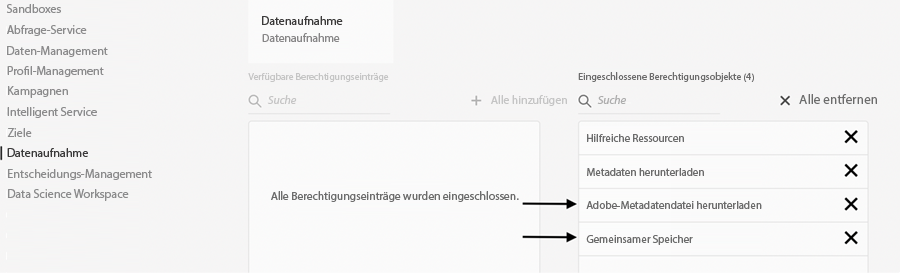 Sandboxes
Abfrage-Service
Daten-Management
Profil-Management
Kampagnen
Intelligent Service
Ziele
Datenaufnahme
Entscheidungs-Management
Data Science Workspace
Datenaufnahme
Datenaufnahme
Verfügbare Berechtigungseinträge
Suche
Alle hinzufügen
Alle Berechtigungseinträge wurden eingeschlossen.
Eingeschlossene Berechtigungsobjekte (4)
Suche
Alle entfernen
Hilfreiche Ressourcen
Metadaten herunterladen
Adobe-Metadatendatei herunterladen
Gemeinsamer Speicher